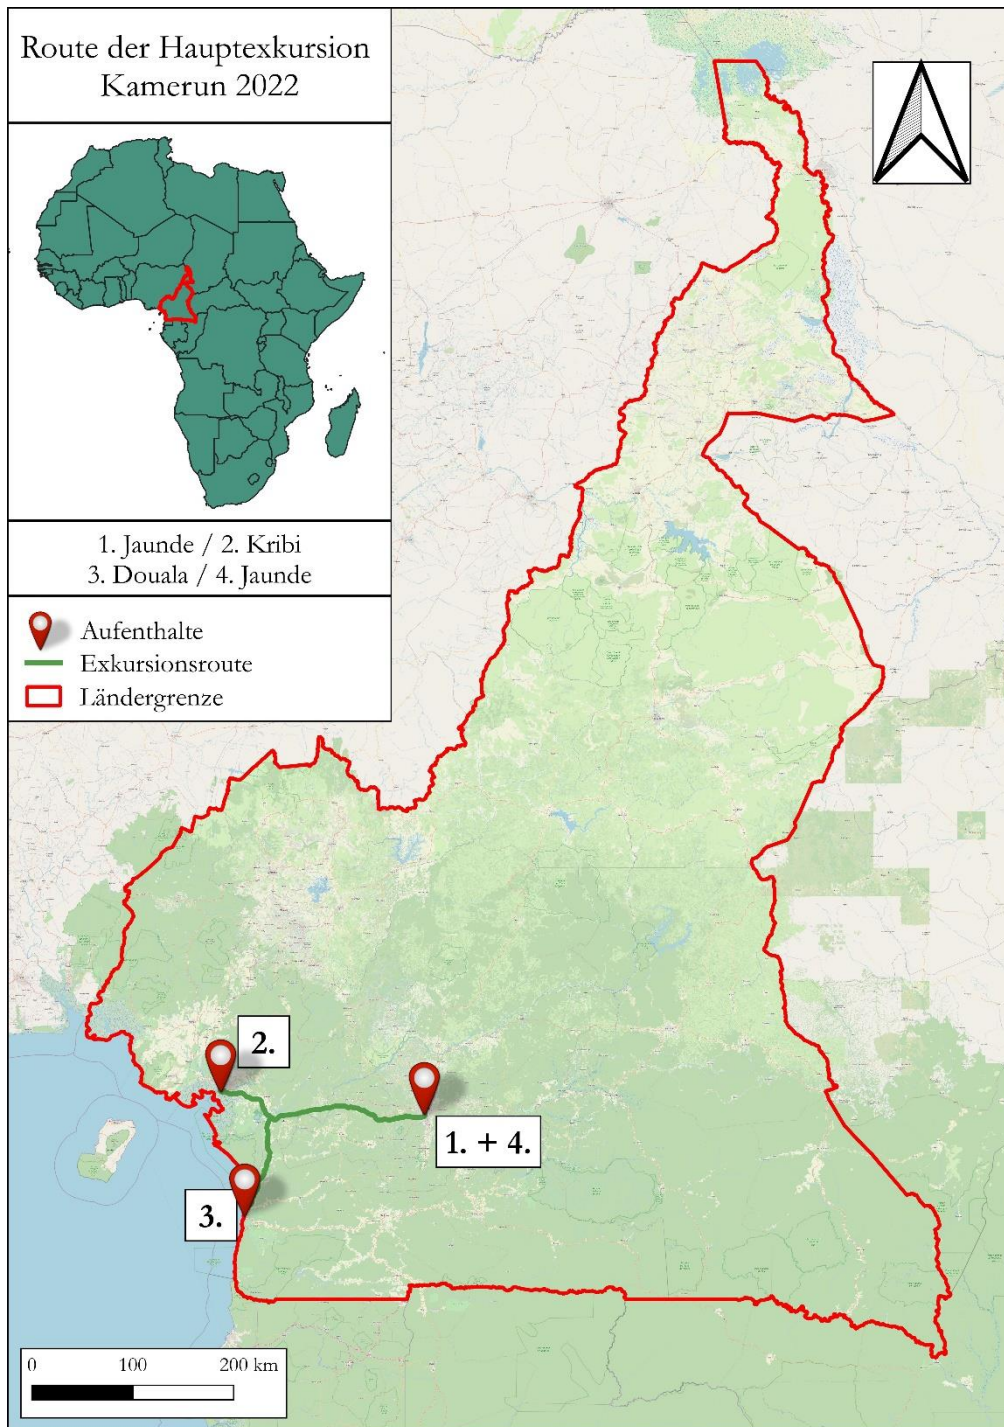 Route der Hauptexkursion
Kamerun 2022
1. Jaunde / 2. Kribi
3. Douala / 4. Jaunde
Aufenthalte
Exkursionsroute
Ländergrenze
2.
1. + 4.
3.
0 100 200 km